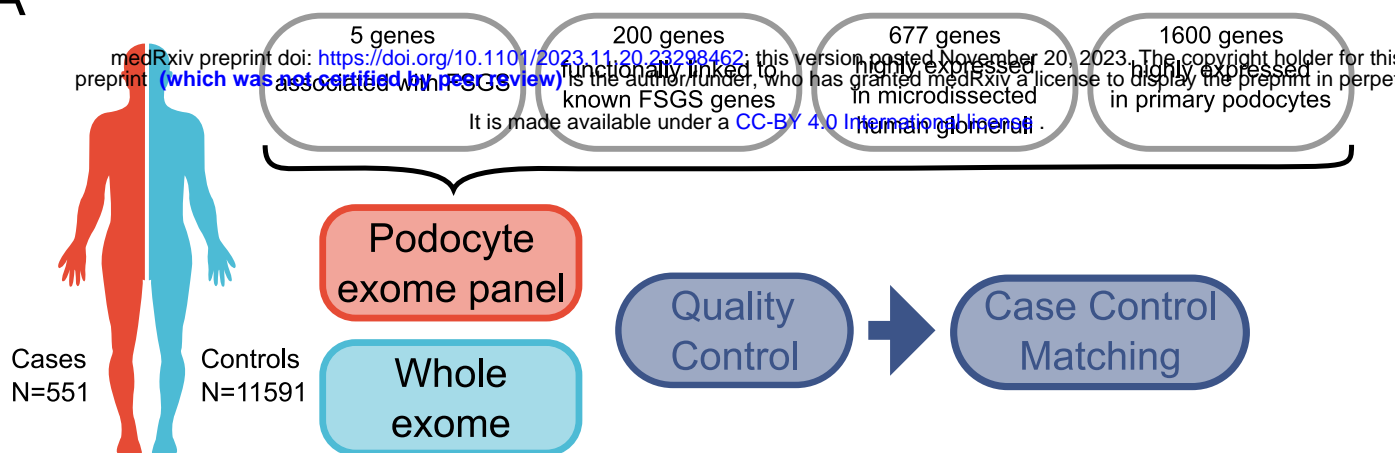 A
5 genes
associated with FSGS
200 genes
functionally linked to
known FSGS genes
677 genes
highly expressed
in microdissected
human glomeruli
1600 genes
highly expressed
in primary podocytes
medRxiv preprint doi: https://doi.org/10.1101/2023.11.20.23298462; this version posted November 20, 2023. The copyright holder for this
preprint (which was not certified by peer review) is the author/funder, who has granted medRxiv a license to display the preprint in perpet
It is made available under a CC-BY 4.0 International license .
Podocyte
exome panel
Whole
exome
Quality
Control
Case Control
Matching
Cases
N=551
Controls
N=11591